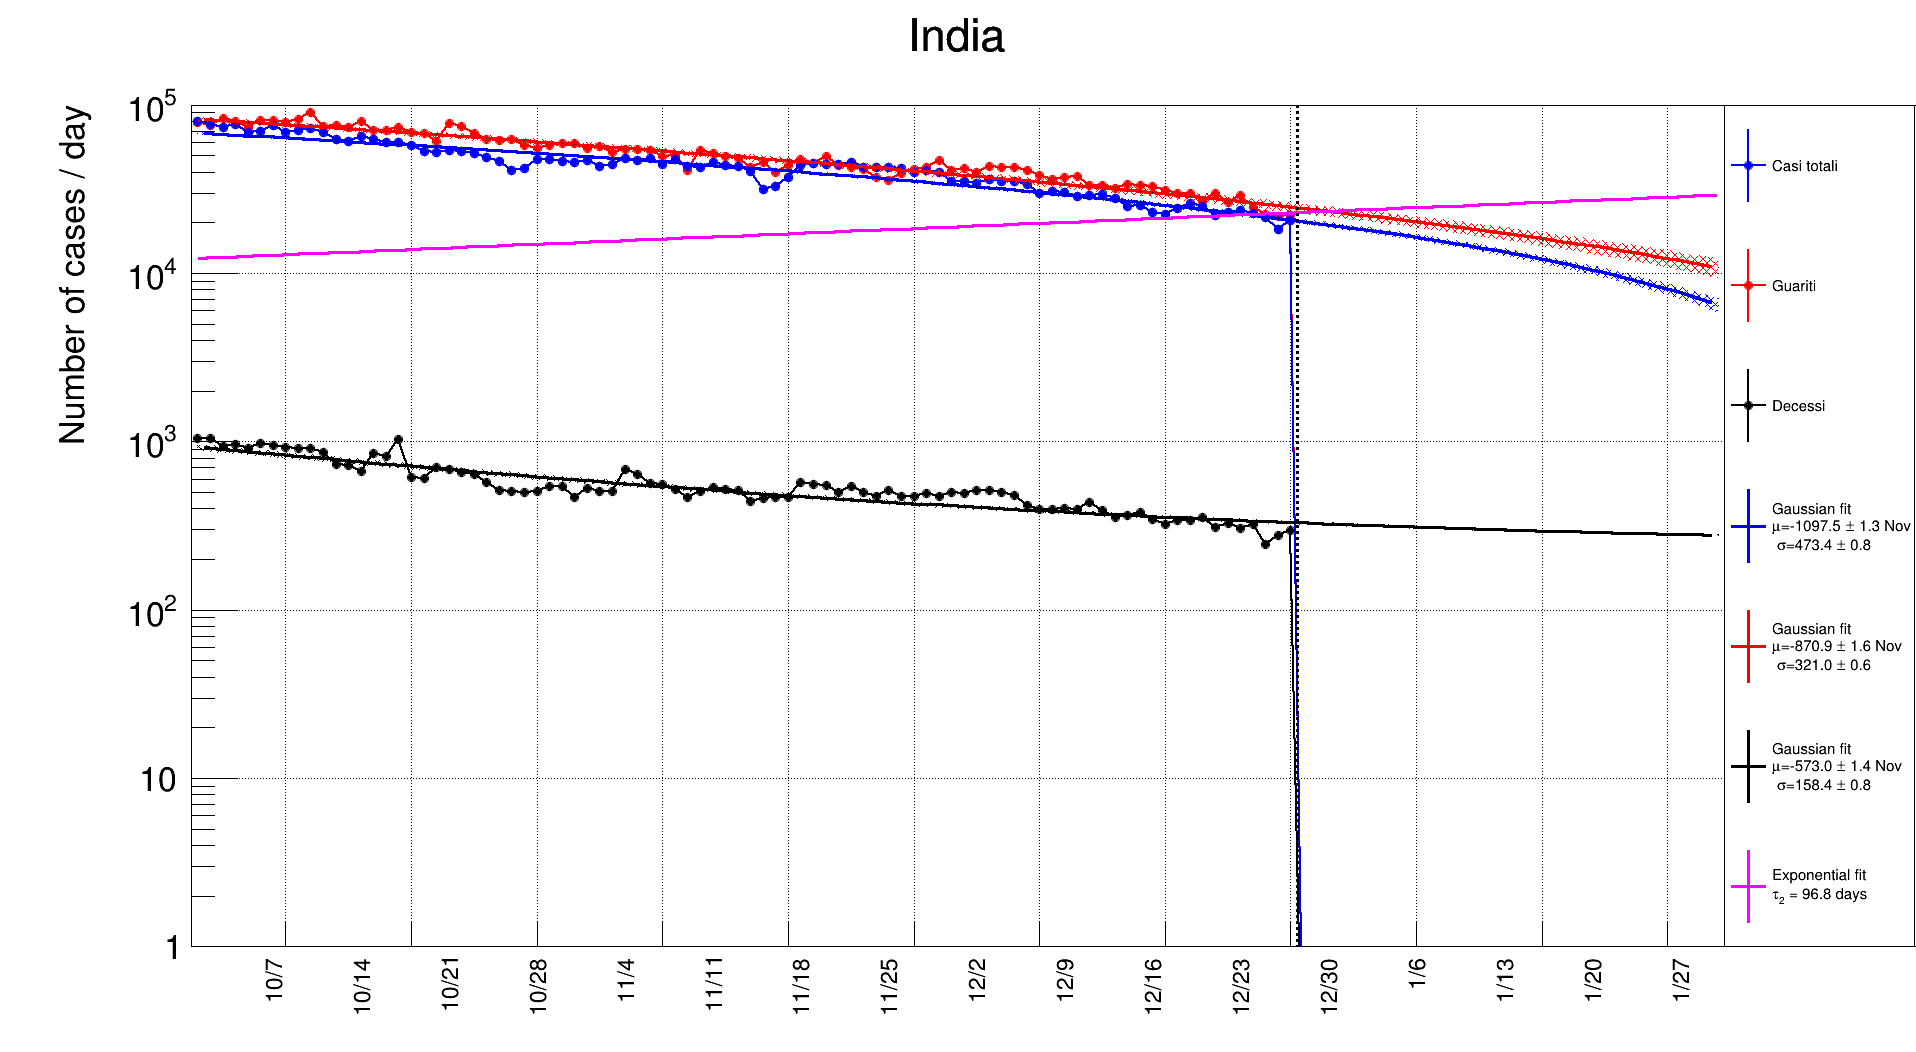 India
Number of cases / day
10^5
10^4
10^3
10^2
10
1
10/7
10/14
10/21
10/28
11/4
11/11
11/18
11/25
12/2
12/9
12/16
12/23
12/30
1/6
1/13
1/20
1/27
Casi totali
Guariti
Decessi
Gaussian fit
μ=-1097.5 ± 1.3 Nov
σ=473.4 ± 0.8
Gaussian fit
μ=-870.9 ± 1.6 Nov
σ=321.0 ± 0.6
Gaussian fit
μ=-573.0 ± 1.4 Nov
σ=158.4 ± 0.8
Exponential fit
τ₂ = 96.8 days